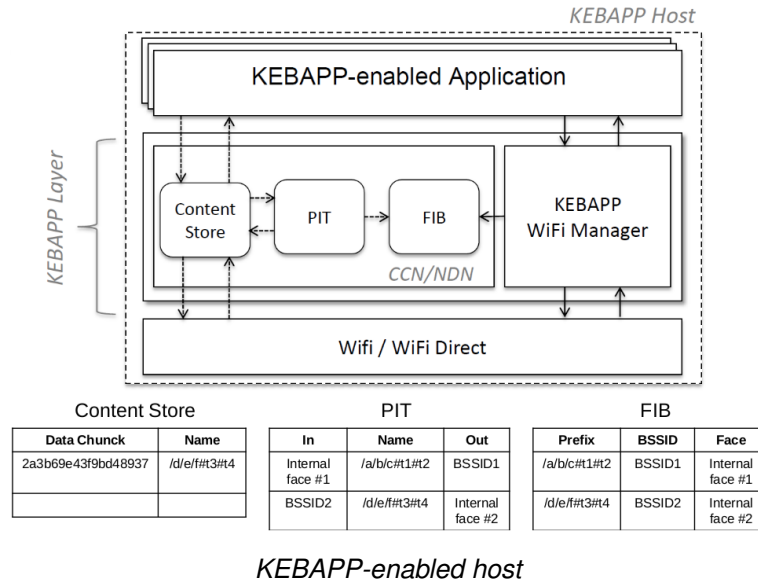 KEBAPP Host
KEBAPP-enabled Application
KEBAPP Layer
Content
Store
PIT
FIB
KEBAPP
WiFi Manager
CCN/NDN
Wifi / WiFi Direct
Content Store
Data Chunck Name
2a3b69e43f9bd48937 /d/e/f#t3#t4
PIT
In Name Out
Internal
face #1 /a/b/c#t1#t2 BSSID1
BSSID2 /d/e/f#t3#t4 Internal
face #2
FIB
Prefix BSSID Face
/a/b/c#t1#t2 BSSID1 Internal
face #1
/d/e/f#t3#t4 BSSID2 Internal
face #2
KEBAPP-enabled host